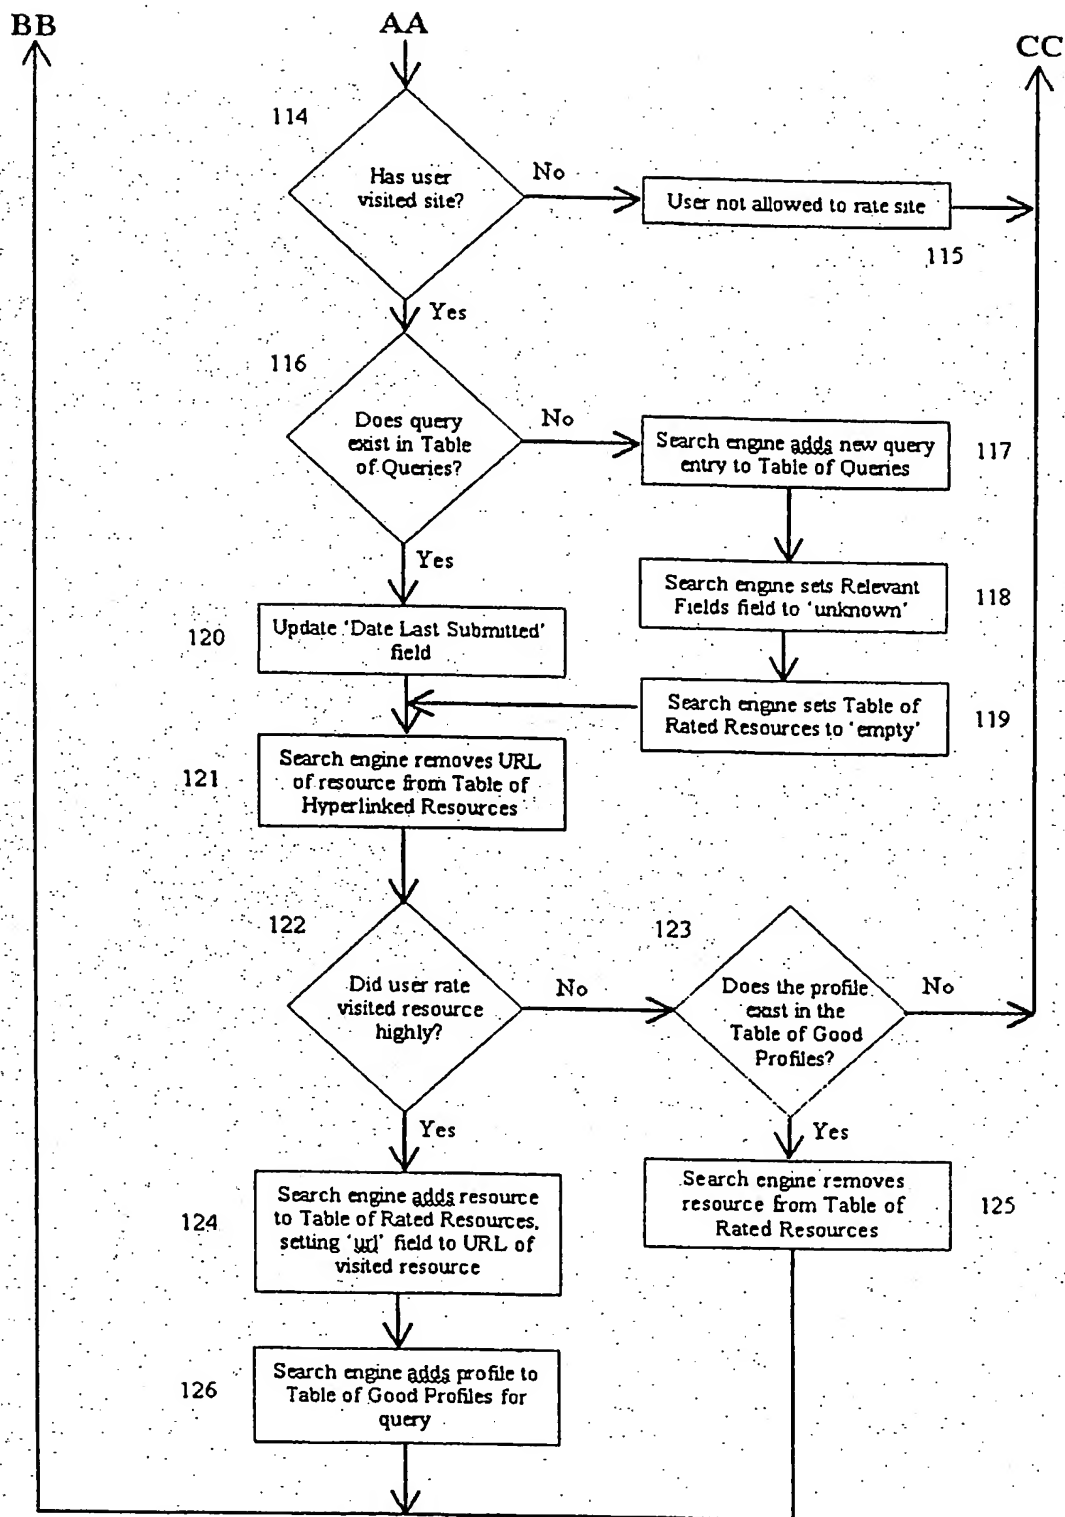 BB
AA
CC
114
Has user
visited site?
No
User not allowed to rate site
115
Yes
116
Does query
exist in Table
of Queries?
No
Search engine adds new query
entry to Table of Queries
117
Yes
Search engine sets Relevant
Fields field to 'unknown'
118
120
Update 'Date Last Submitted'
field
Search engine sets Table of
Rated Resources to 'empty'
119
121
Search engine removes URL
of resource from Table of
Hyperlinked Resources
122
Did user rate
visited resource
highly?
No
123
Does the profile
exist in the
Table of Good
Profiles?
No
Yes
Yes
124
Search engine adds resource
to Table of Rated Resources,
setting 'url' field to URL of
visited resource
Search engine removes
resource from Table of
Rated Resources
125
126
Search engine adds profile to
Table of Good Profiles for
query